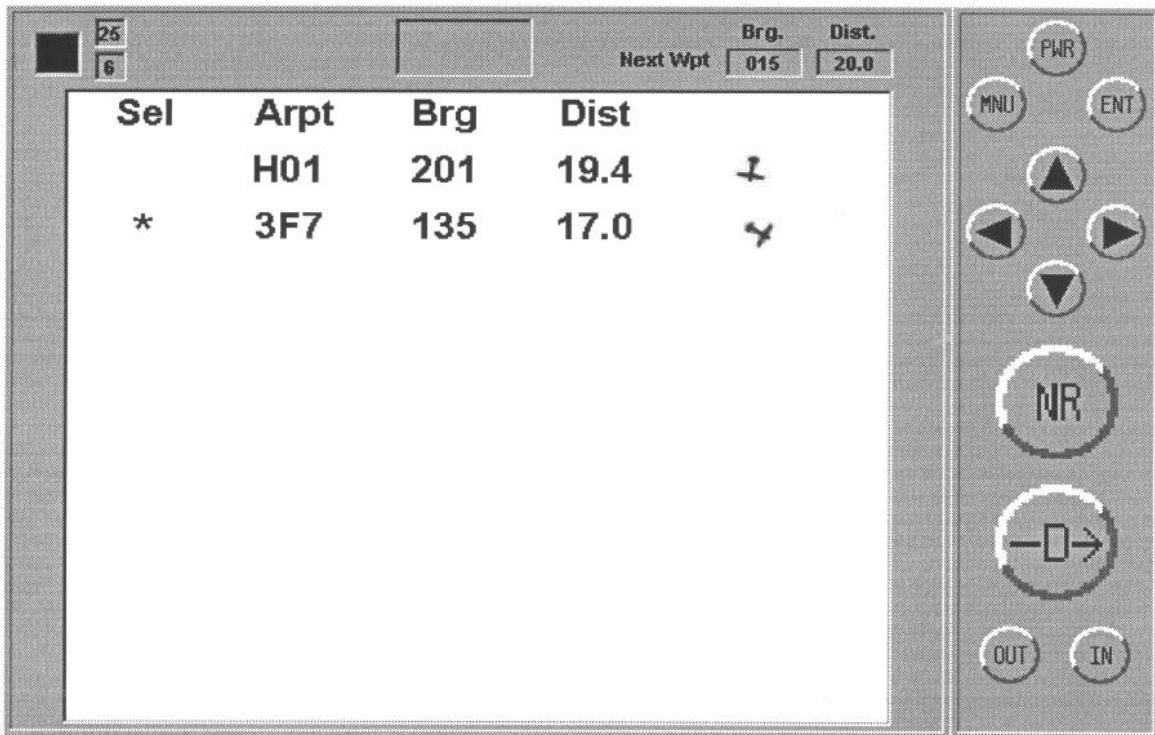 25
6
Brg. Dist.
Next Wpt 015 20.0
Sel Arpt Brg Dist
H01 201 19.4
* 3F7 135 17.0
PWR
MNU ENT
NR
D
OUT IN